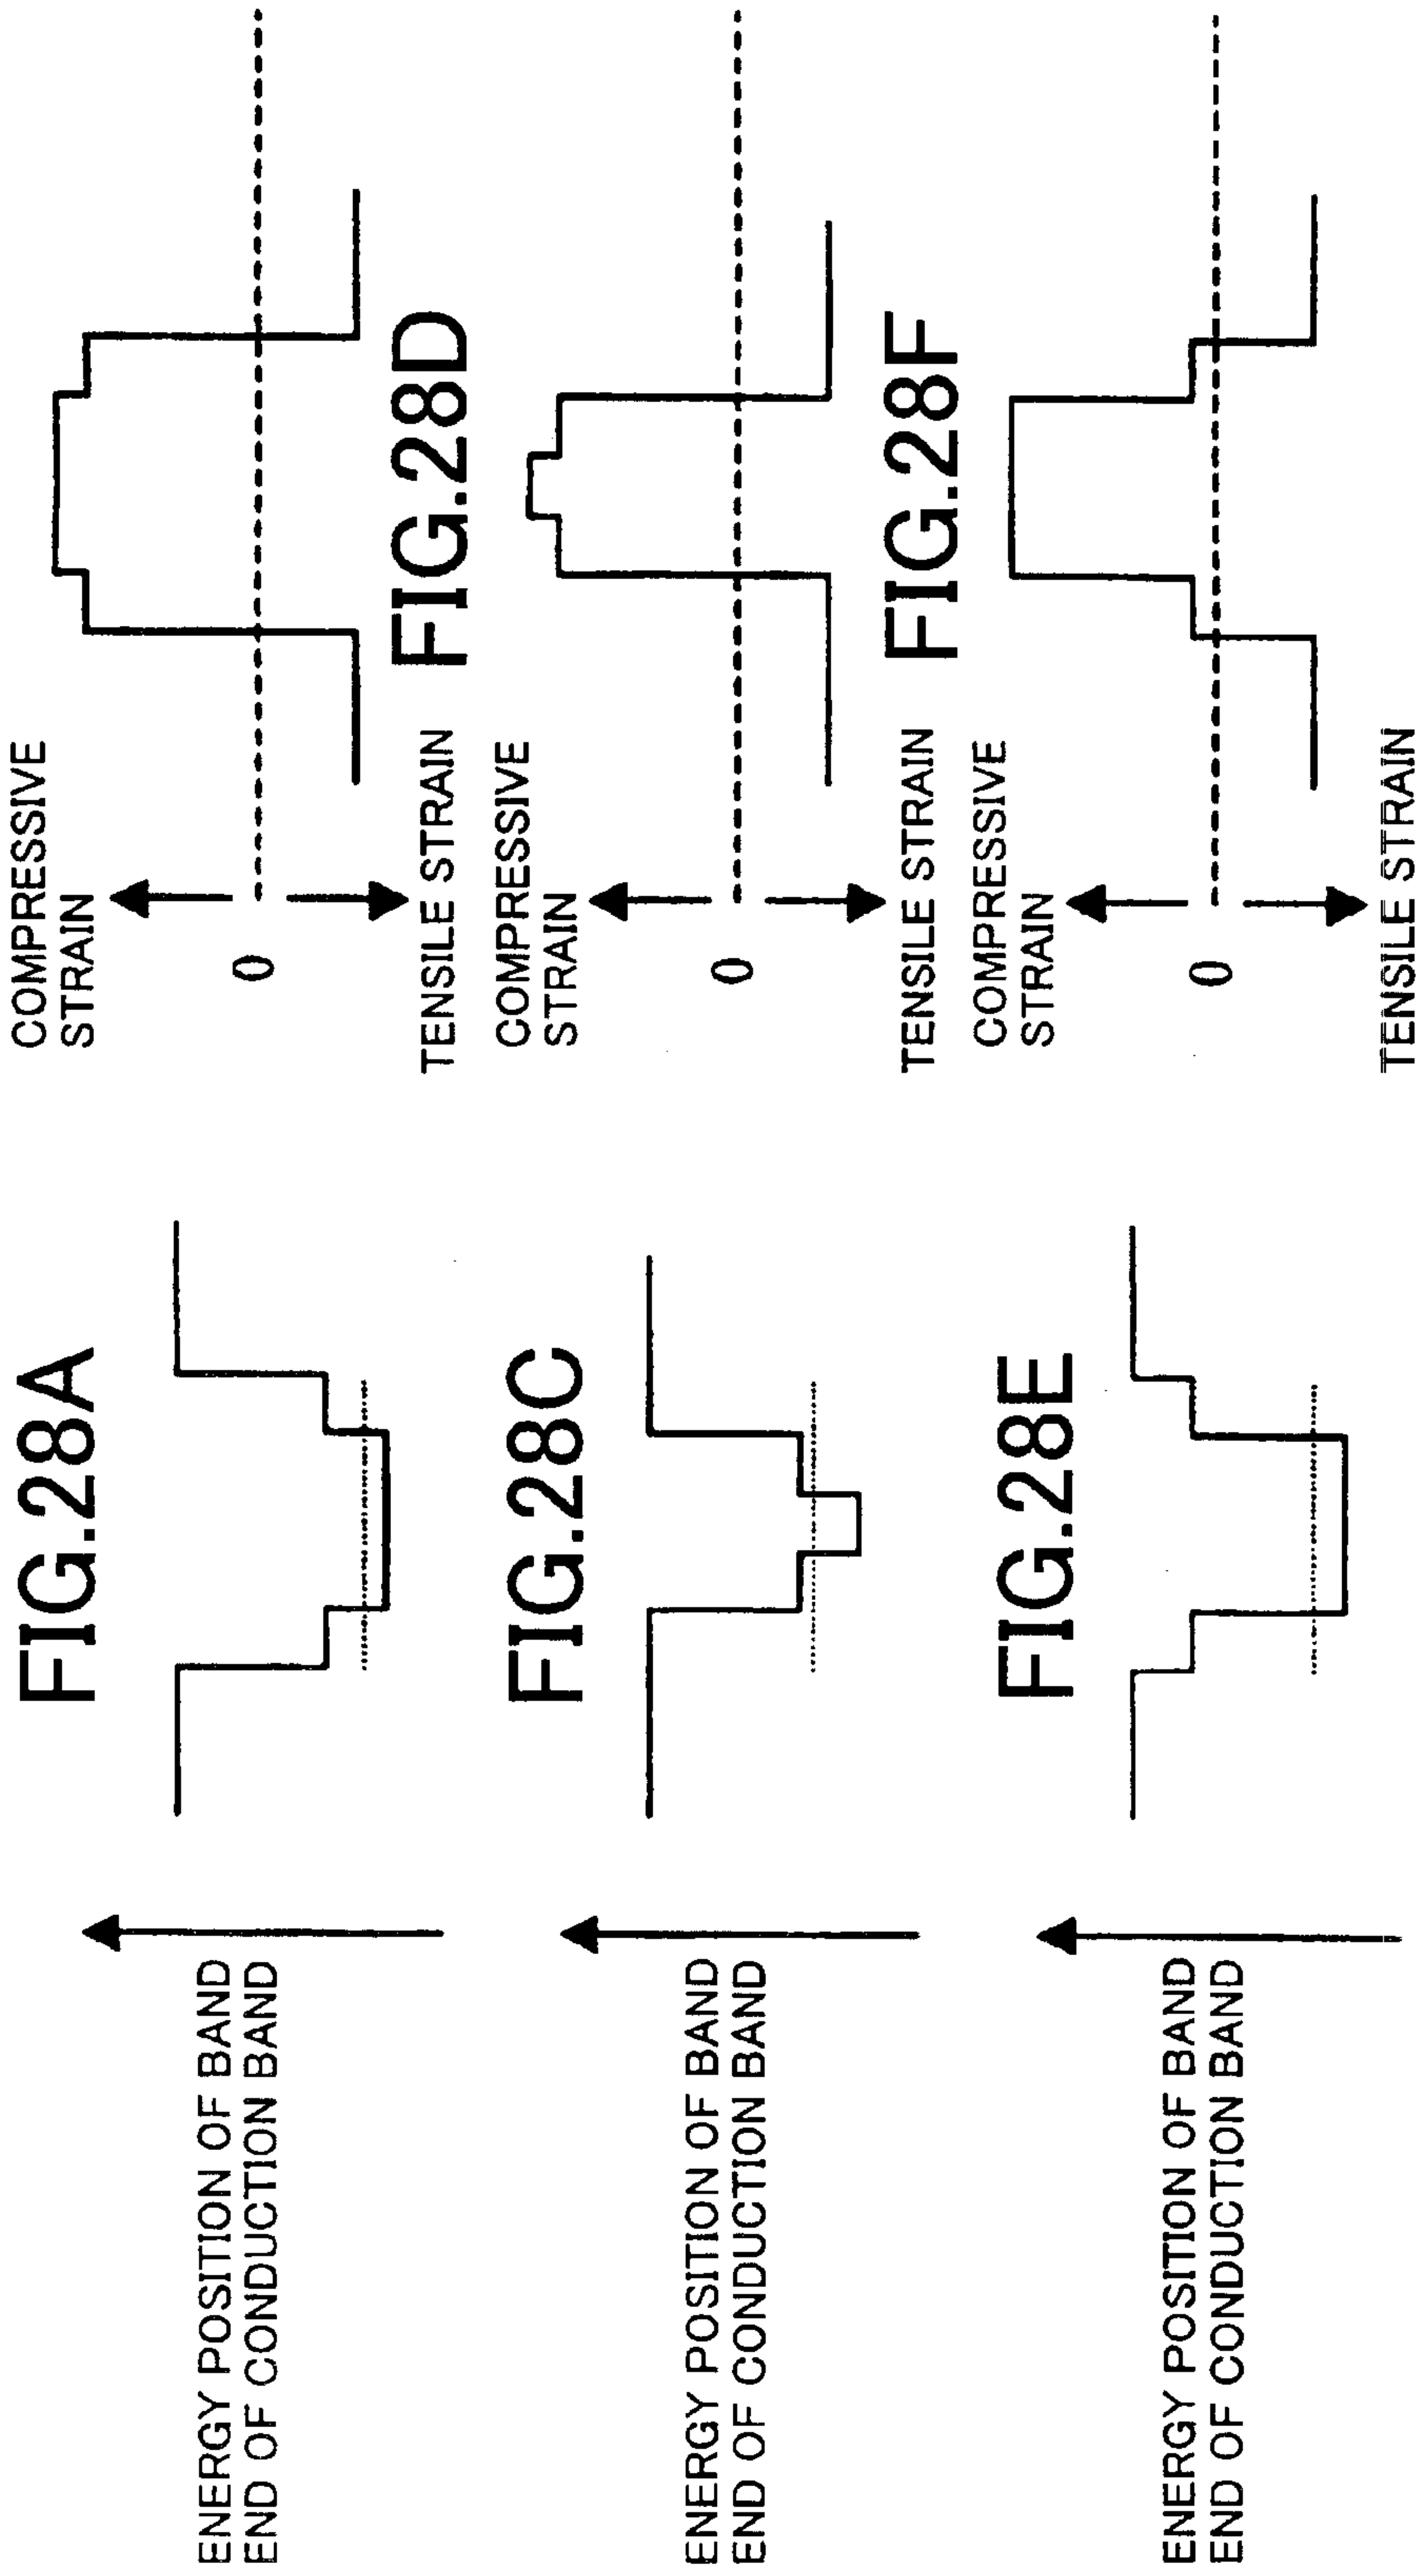 FIG.28A
ENERGY POSITION OF BAND
END OF CONDUCTION BAND
COMPRESSIVE
STRAIN
0
TENSILE STRAIN
FIG.28C
ENERGY POSITION OF BAND
END OF CONDUCTION BAND
FIG.28D
COMPRESSIVE
STRAIN
0
TENSILE STRAIN
FIG.28E
ENERGY POSITION OF BAND
END OF CONDUCTION BAND
FIG.28F
COMPRESSIVE
STRAIN
0
TENSILE STRAIN